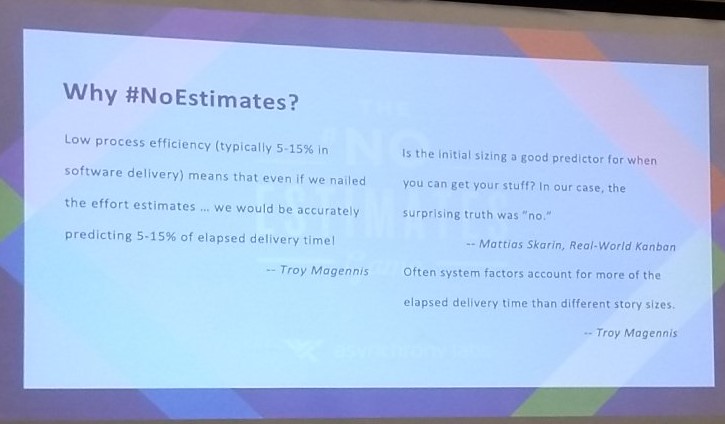 Why #NoEstimates?
Low process efficiency (typically 5-15% in
software delivery) means that even if we nailed
the effort estimates ... we would be accurately
predicting 5-15% of elapsed delivery time!
-- Troy Magennis
Is the initial sizing a good predictor for when
you can get your stuff? In our case, the
surprising truth was "no."
-- Mattias Skarin, Real-World Kanban
Often system factors account for more of the
elapsed delivery time than different story sizes.
-- Troy Magennis
THE
NO
ESTIMATES